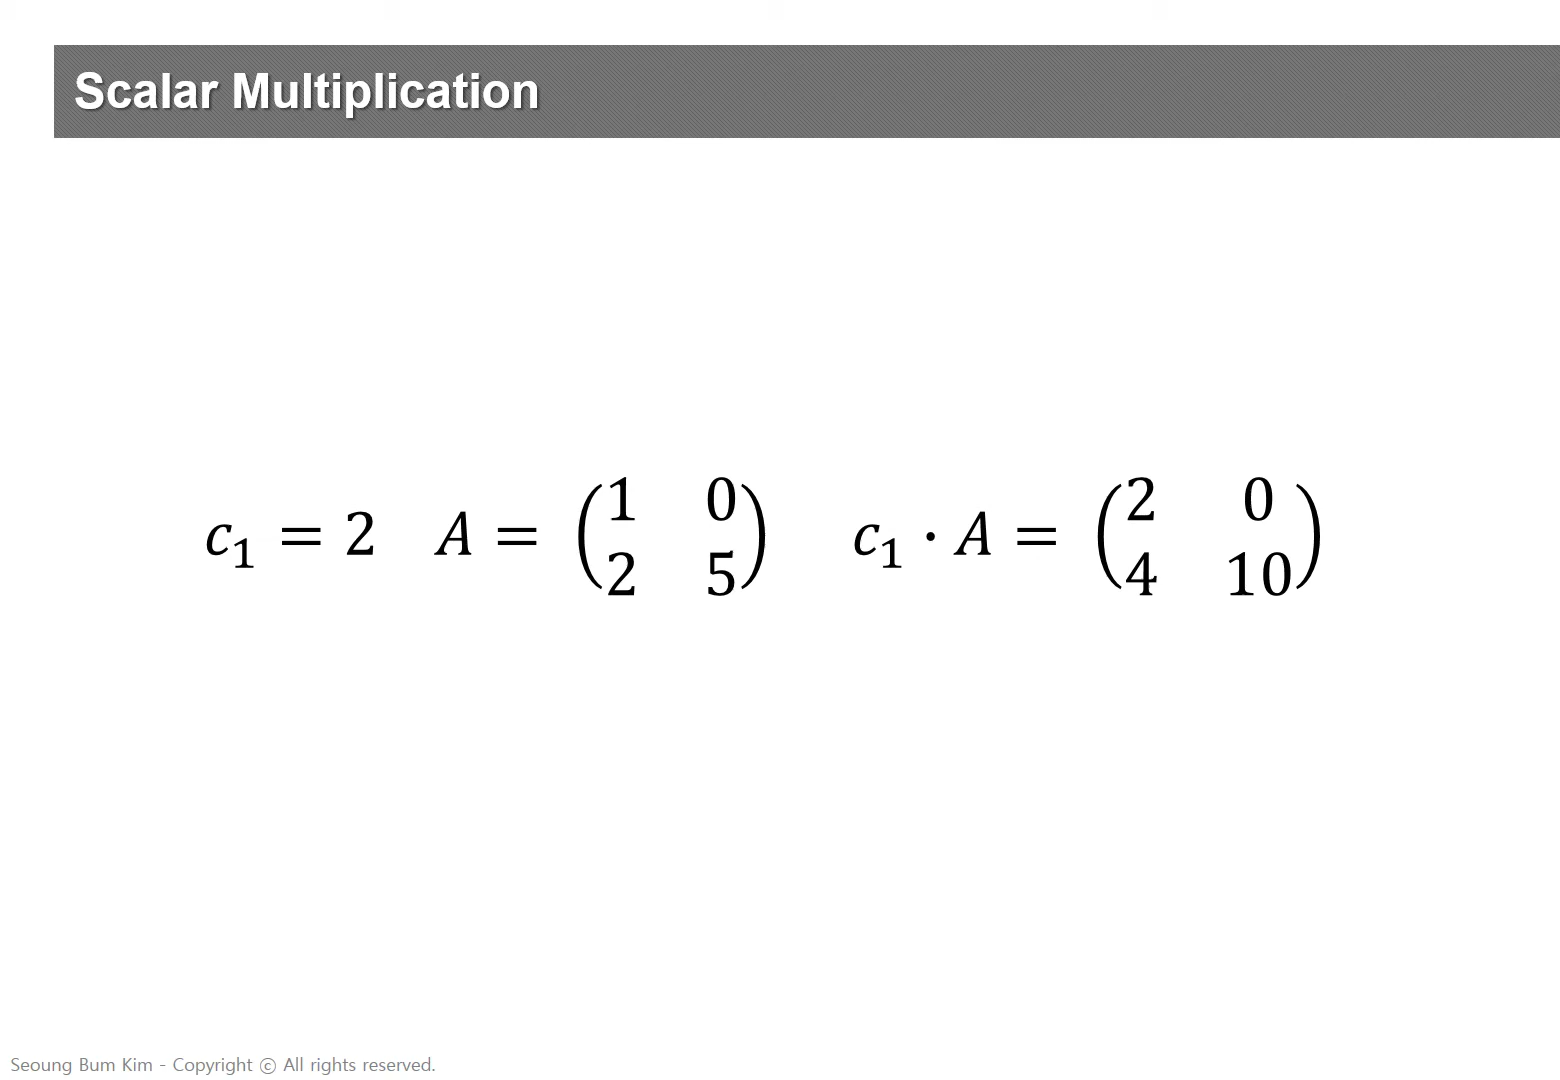 Scalar Multiplication
c₁ = 2 A = (1 0 c₁ · A = (2 0
2 5) 4 10)
Seoung Bum Kim - Copyright ⓒ All rights reserved.